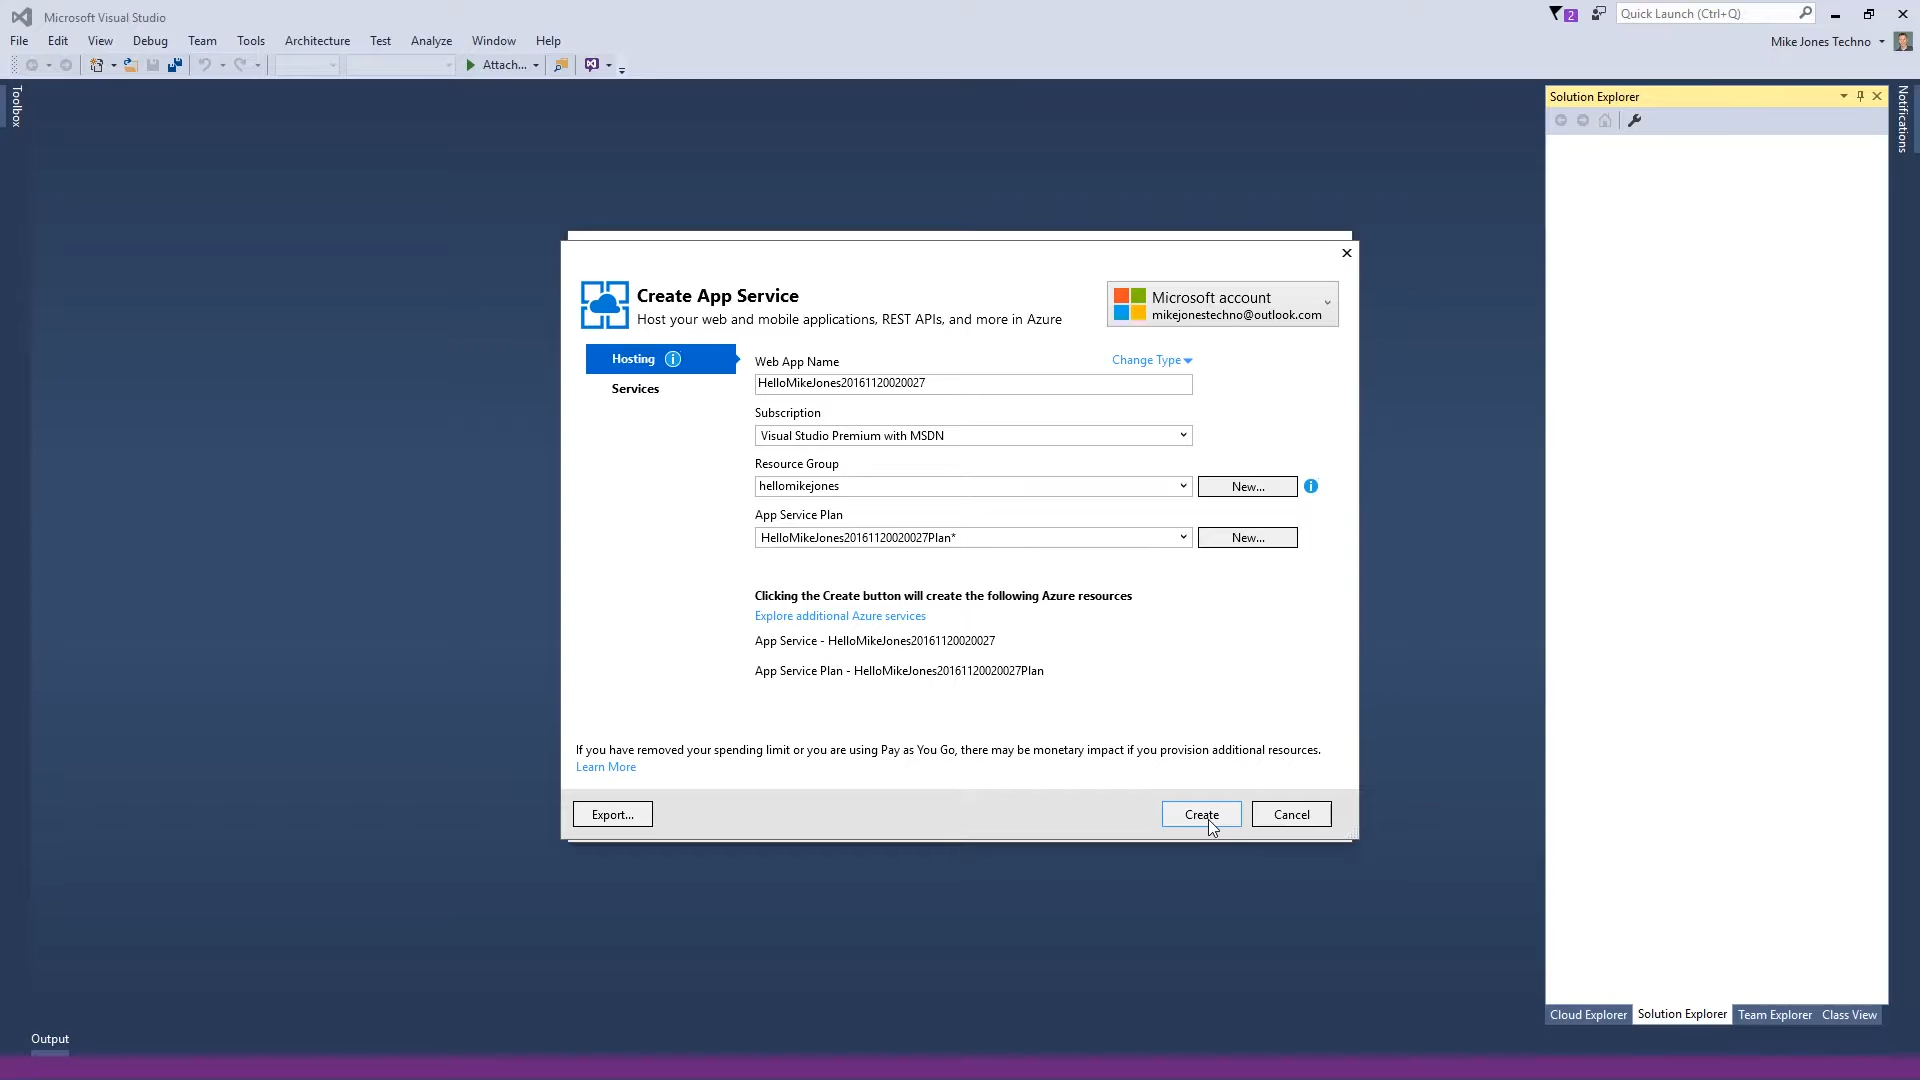 Microsoft Visual Studio
2
Quick Launch (Ctrl+Q)
File Edit View Debug Team Tools Architecture Test Analyze Window Help
Mike Jones Techno
Attach...
Toolbox
Solution Explorer
Notifications
Create App Service
Host your web and mobile applications, REST APIs, and more in Azure
Microsoft account
mikejonestechno@outlook.com
Hosting
Services
Web App Name
Change Type
HelloMikeJones20161120020027
Subscription
Visual Studio Premium with MSDN
Resource Group
hellomikejones
New...
App Service Plan
HelloMikeJones20161120020027Plan*
New...
Clicking the Create button will create the following Azure resources
Explore additional Azure services
App Service - HelloMikeJones20161120020027
App Service Plan - HelloMikeJones20161120020027Plan
If you have removed your spending limit or you are using Pay as You Go, there may be monetary impact if you provision additional resources.
Learn More
Export...
Create
Cancel
Cloud Explorer Solution Explorer Team Explorer Class View
Output